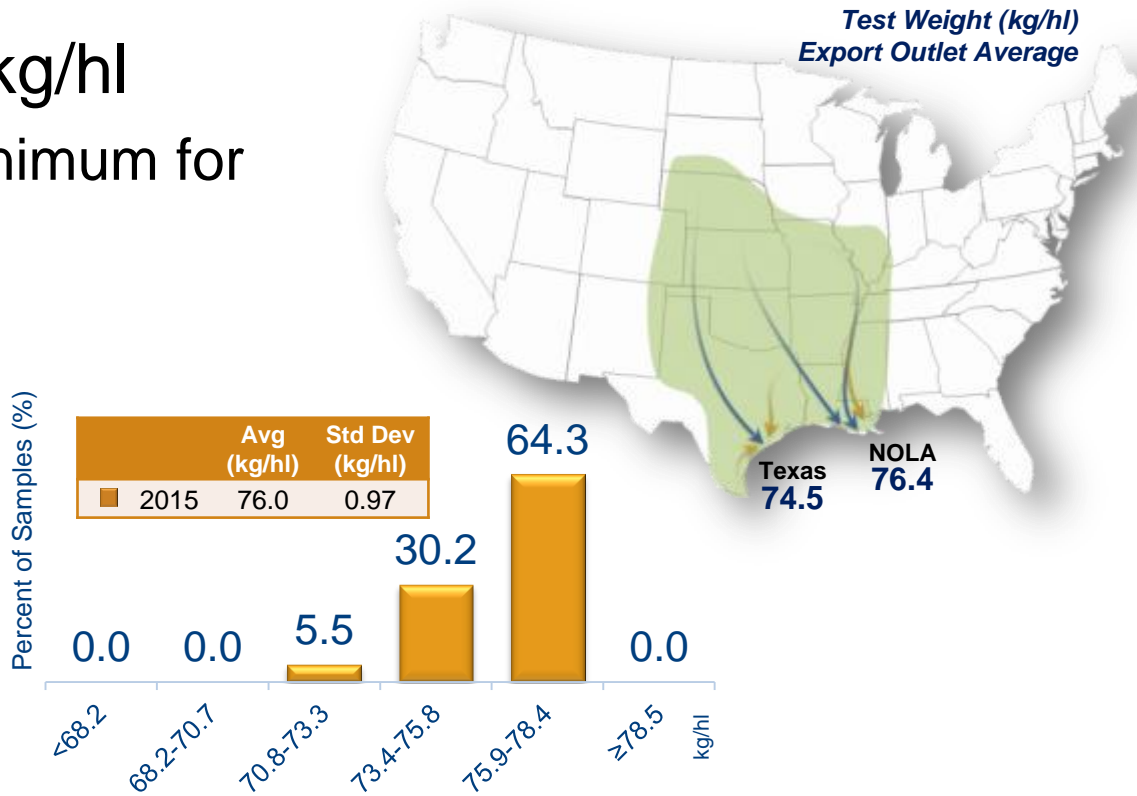 kg/hl
nimum for
Test Weight (kg/hl)
Export Outlet Average
Texas
74.5
NOLA
76.4
Percent of Samples (%)
Avg (kg/hl) Std Dev (kg/hl)
2015 76.0 0.97
0.0 0.0 5.5 30.2 64.3 0.0
<68.2 68.2-70.7 70.8-73.3 73.4-75.8 75.9-78.4 ≥78.5 kg/hl